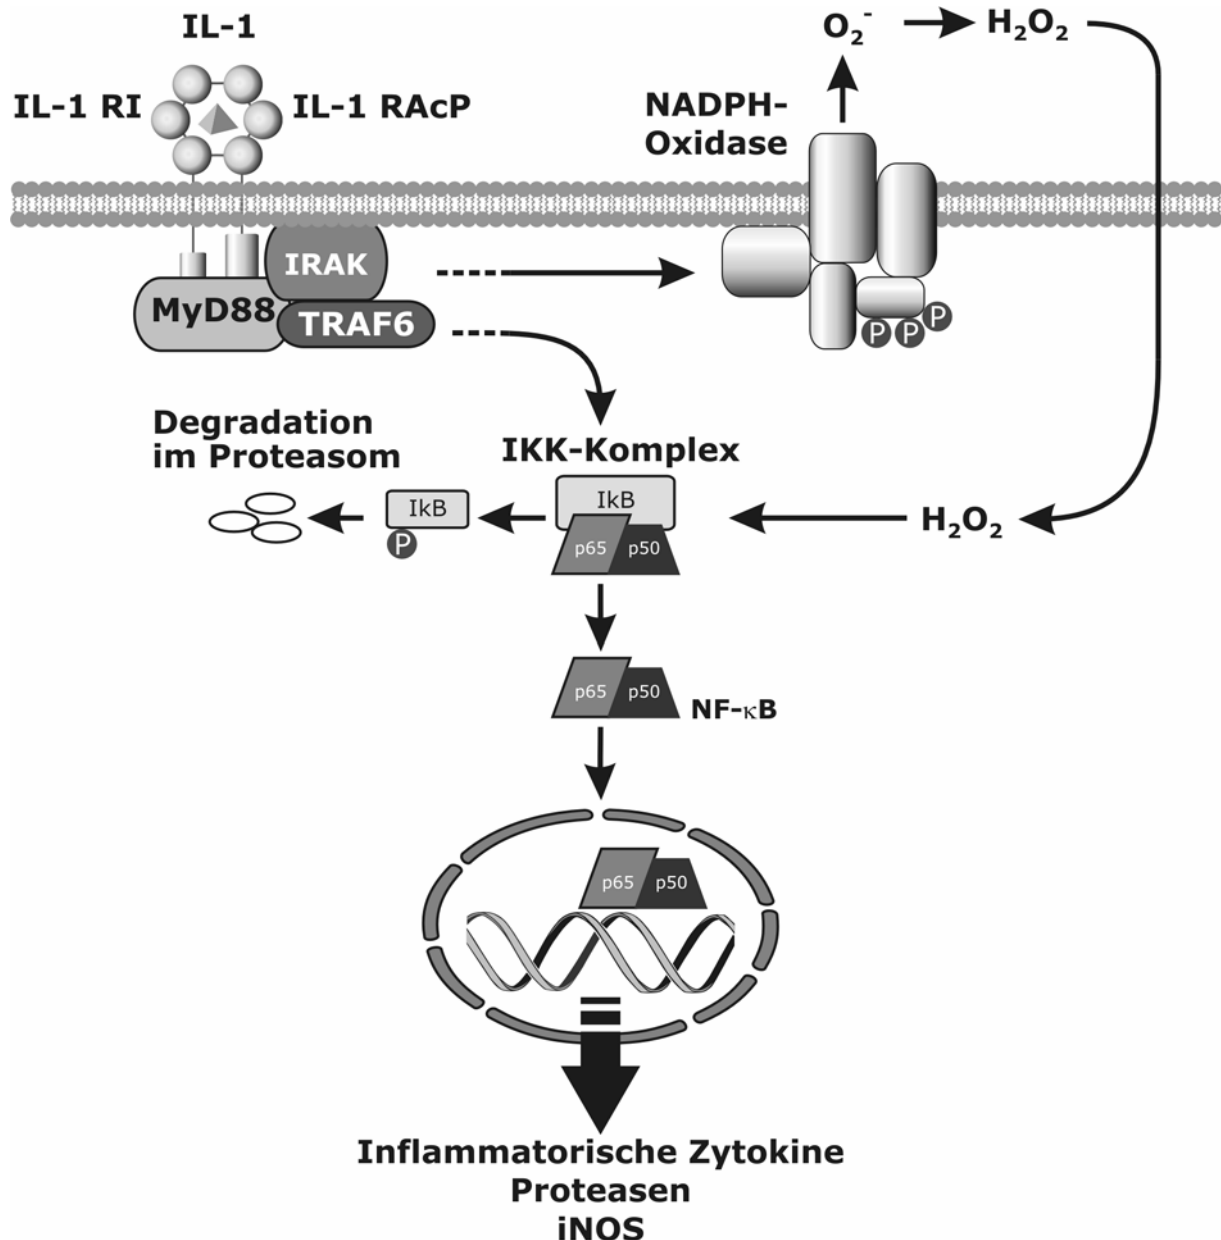 IL-1
IL-1 RI
IL-1 RAcP
O₂⁻
H₂O₂
NADPH-
Oxidase
IRAK
MyD88
TRAF6
P
P
P
Degradation
im Proteasom
IKK-Komplex
IkB
IkB
P
p65
p50
H₂O₂
p65
p50
NF-κB
p65
p50
Inflammatorische Zytokine
Proteasen
iNOS